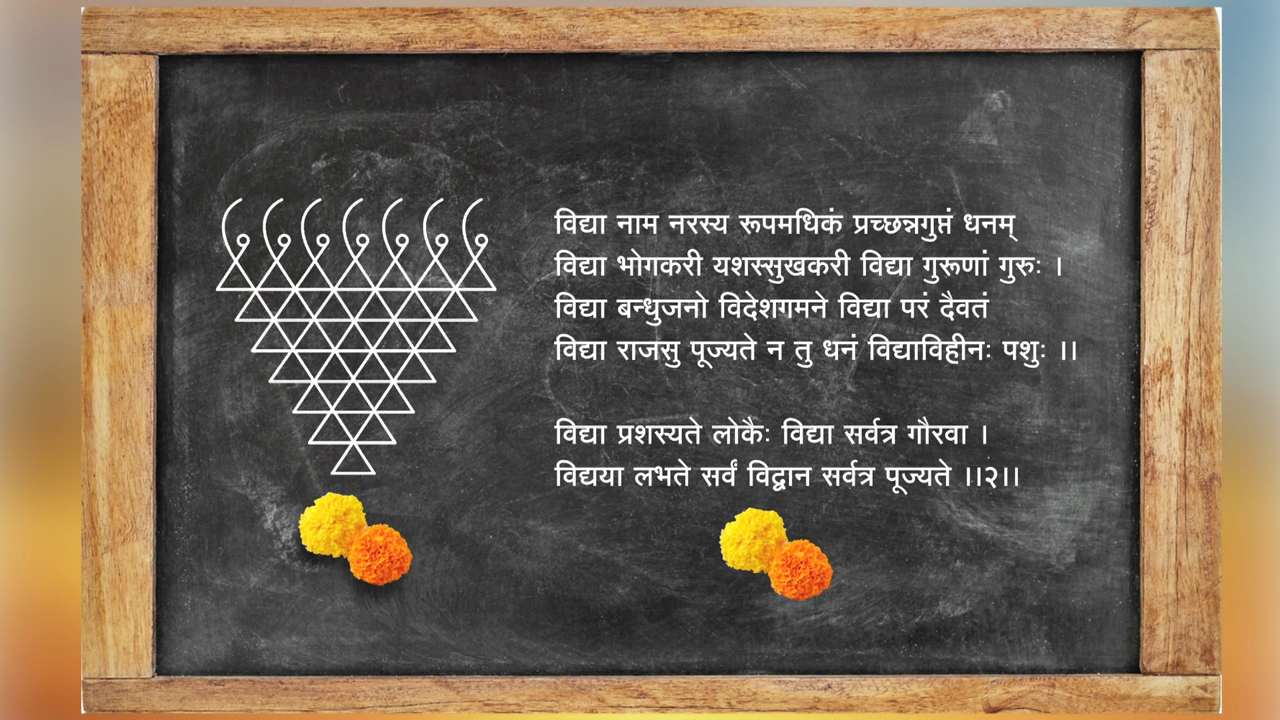 विद्या नाम नरस्य रूपमधिकं प्रच्छन्नगुप्तं धनम्
विद्या भोगकरी यशस्सुखकरी विद्या गुरूणां गुरुः ।
विद्या बन्धुजनो विदेशगमने विद्या परं दैवतं
विद्या राजसु पूज्यते न तु धनं विद्याविहीनः पशुः ।।
विद्या प्रशस्यते लोकैः विद्या सर्वत्र गौरवा ।
विद्यया लभते सर्वं विद्वान सर्वत्र पूज्यते ।।२।।